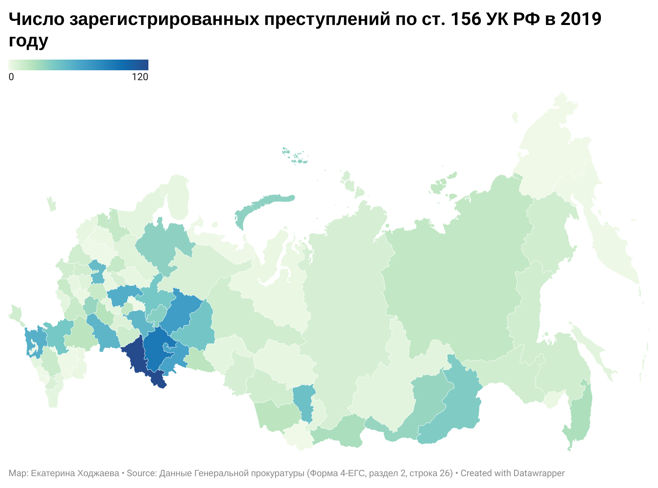 Число зарегистрированных преступлений по ст. 156 УК РФ в 2019
году
0 120
Мар: Екатерина Ходжаева • Source: Данные Генеральной прокуратуры (Форма 4-ЕГС, раздел 2, строка 26) • Created with Datawrapper